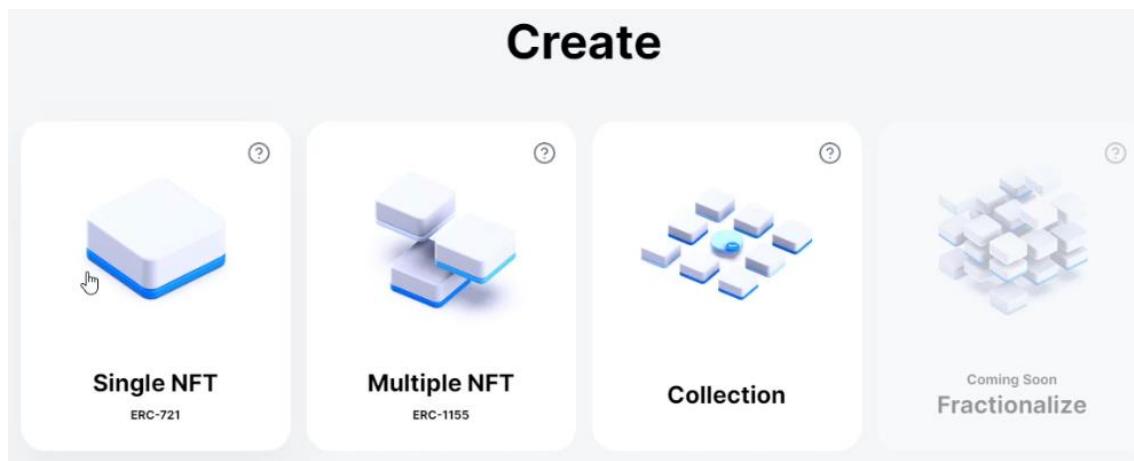 Create
Single NFT
ERC-721
Multiple NFT
ERC-1155
Collection
Coming Soon
Fractionalize